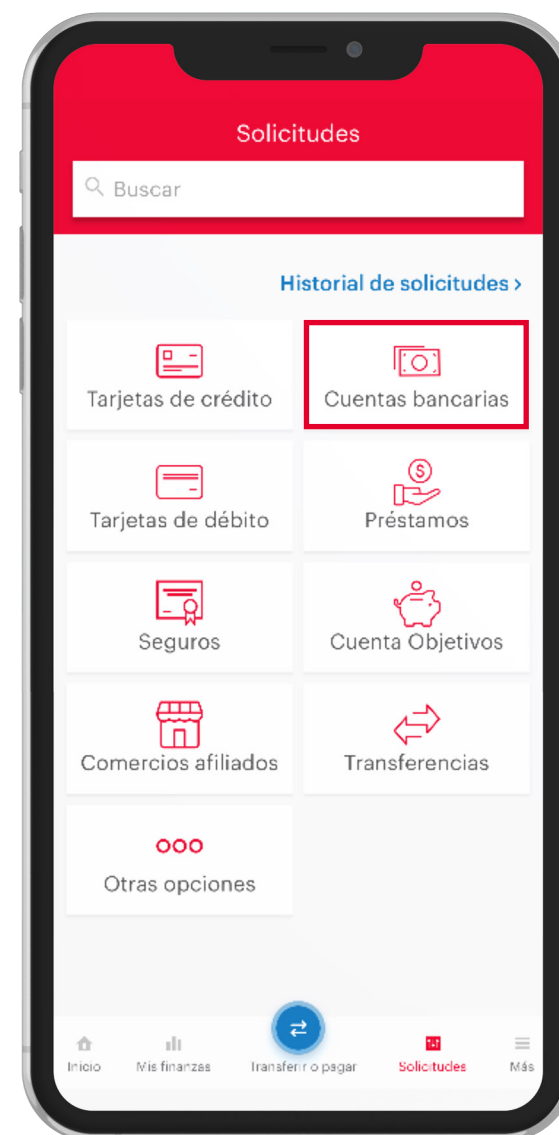 Solicitudes
Buscar
Historial de solicitudes >
Tarjetas de crédito
Cuentas bancarias
Tarjetas de débito
Préstamos
Seguros
Cuenta Objetivos
Comercios afiliados
Transferencias
Otras opciones
Inicio
Mis finanzas
Transferir o pagar
Solicitudes
Más